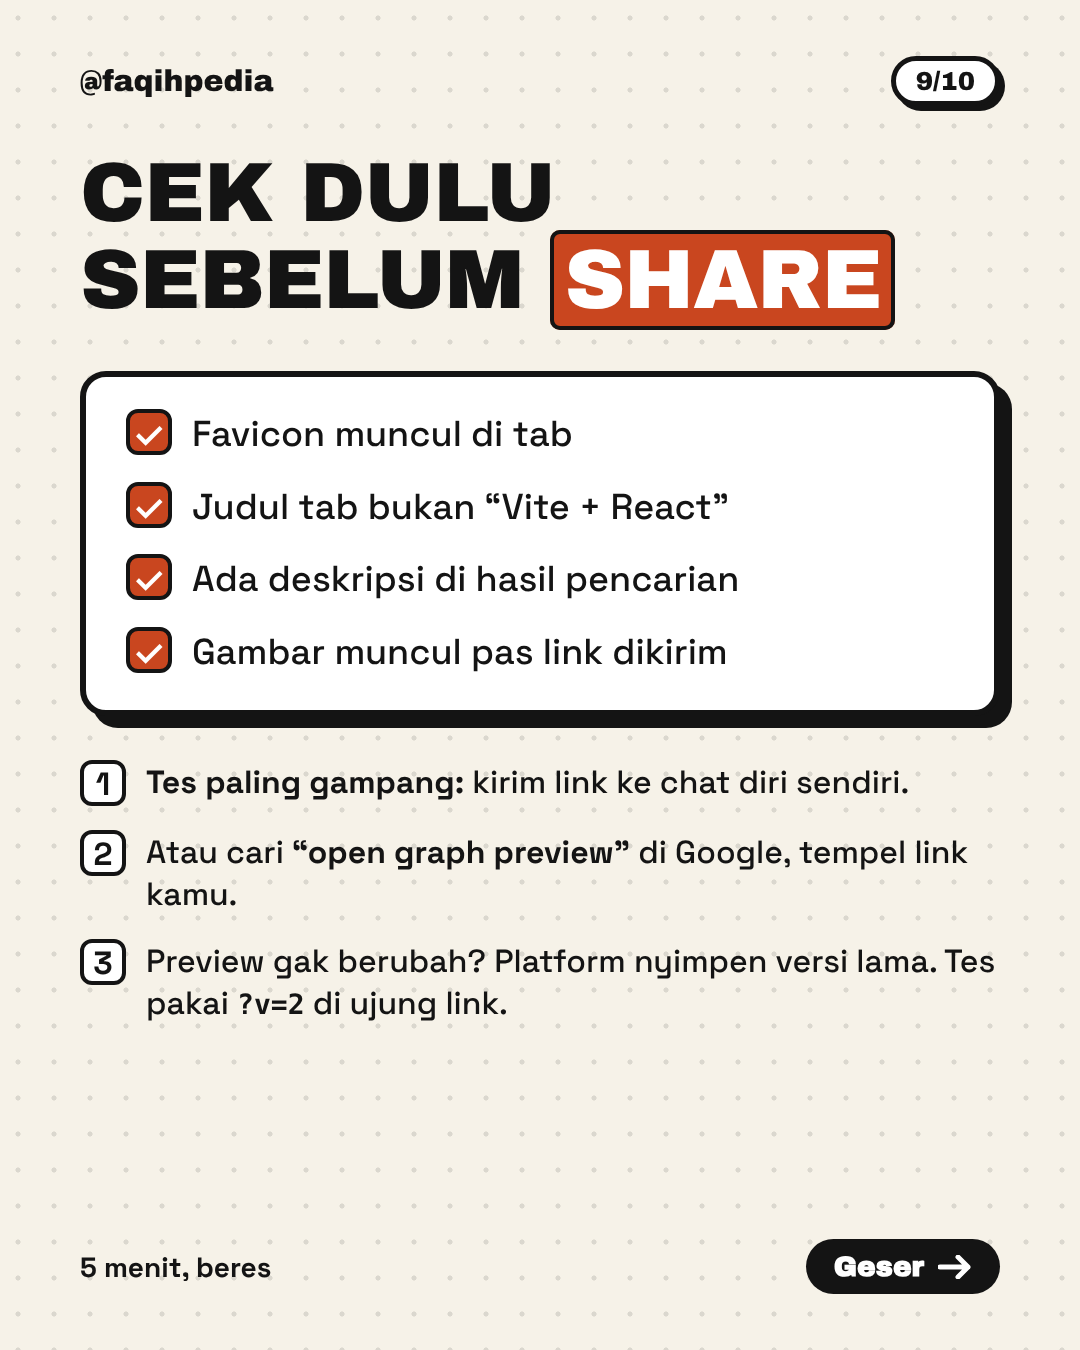 @faqihpedia
9/10
CEK DULU
SEBELUM SHARE
Favicon muncul di tab
Judul tab bukan “Vite + React”
Ada deskripsi di hasil pencarian
Gambar muncul pas link dikirim
1 Tes paling gampang: kirim link ke chat diri sendiri.
2 Atau cari “open graph preview” di Google, tempel link
kamu.
3 Preview gak berubah? Platform nyimpen versi lama. Tes
pakai ?v=2 di ujung link.
5 menit, beres
Geser →